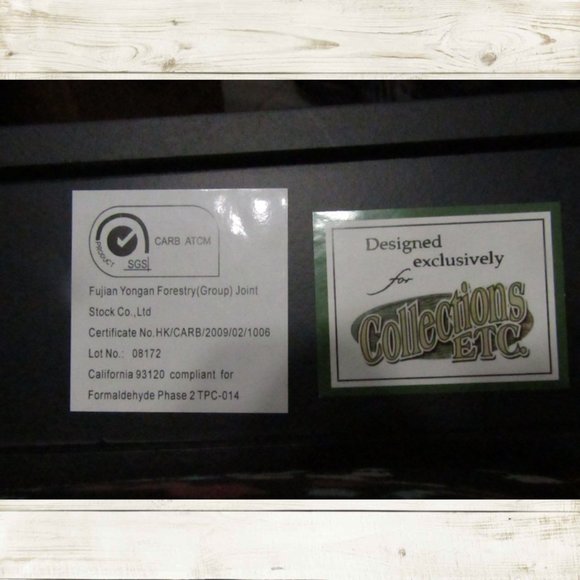 PRODUCT
SGS
CARB ATCM
Fujian Yongan Forestry(Group) Joint
Stock Co.,Ltd
Certificate No.HK/CARB/2009/02/1006
Lot No.: 08172
California 93120 compliant for
Formaldehyde Phase 2 TPC-014
Designed
exclusively
for
Collections
ETC.